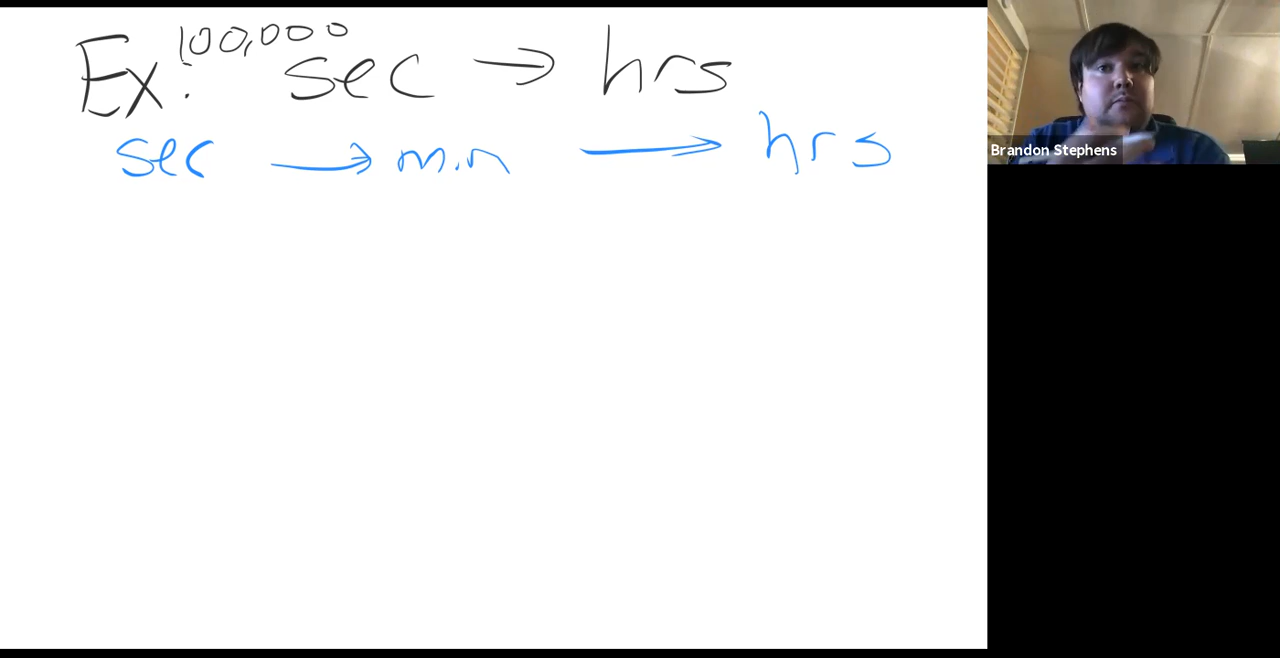 Ex: 100,000 sec → hrs
sec → min → hrs
Brandon Stephens